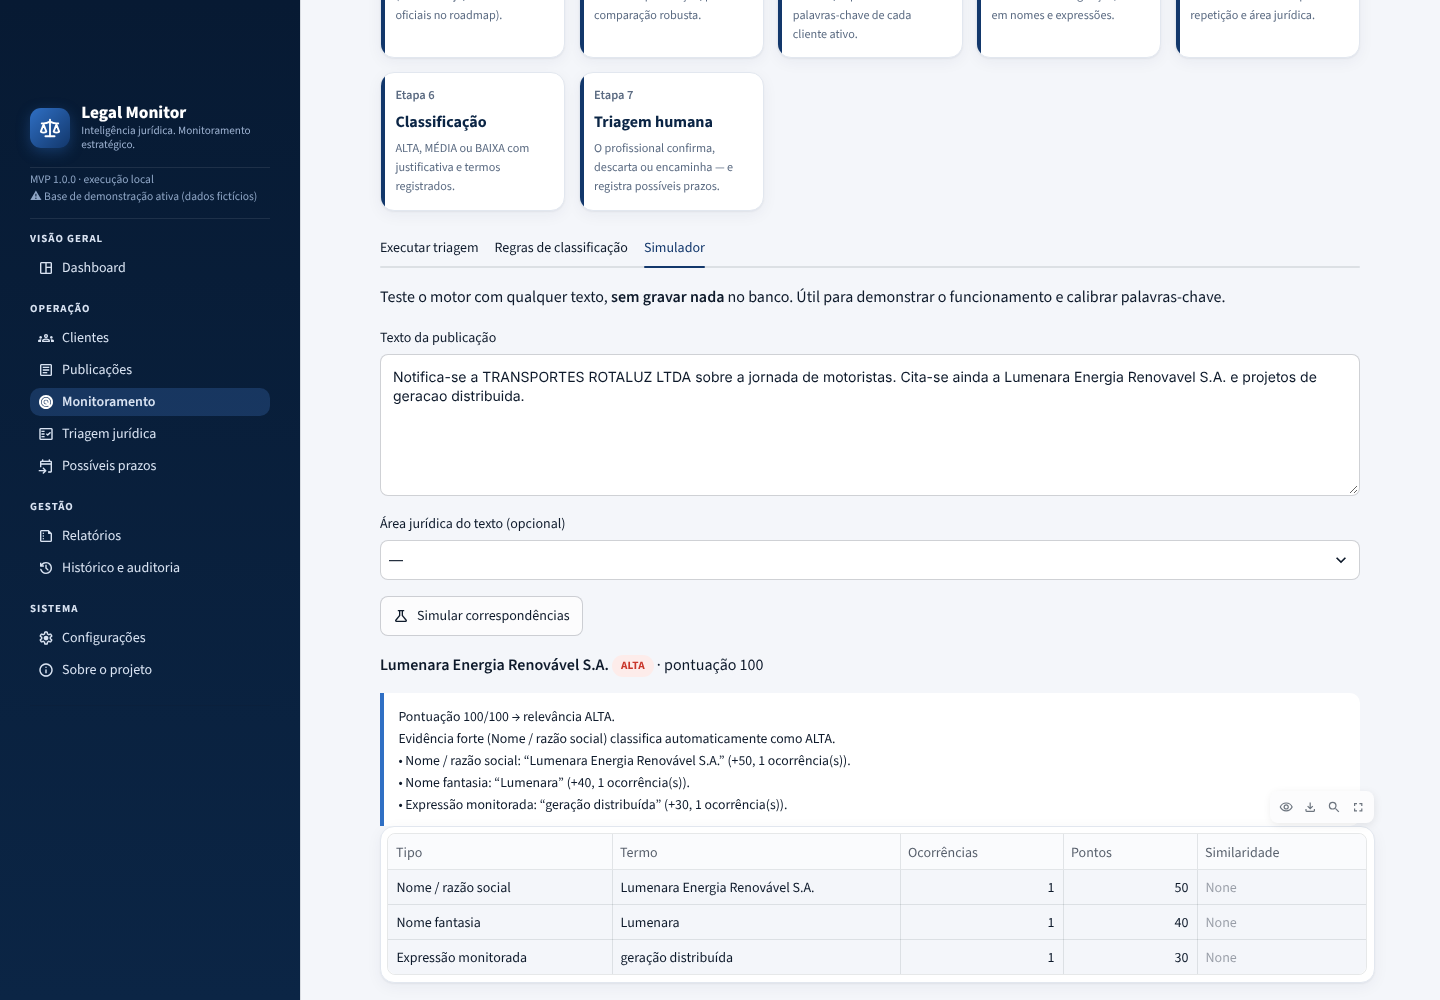 Legal Monitor
Inteligência jurídica. Monitoramento
estratégico.
MVP 1.0.0 · execução local
⚠ Base de demonstração ativa (dados fictícios)
VISÃO GERAL
Dashboard
OPERAÇÃO
Clientes
Publicações
Monitoramento
Triagem jurídica
Possíveis prazos
GESTÃO
Relatórios
Histórico e auditoria
SISTEMA
Configurações
Sobre o projeto
oficiais no roadmap).
comparação robusta.
palavras-chave de cada
cliente ativo.
em nomes e expressões.
repetição e área jurídica.
Etapa 6
Classificação
ALTA, MÉDIA ou BAIXA com
justificativa e termos
registrados.
Etapa 7
Triagem humana
O profissional confirma,
descarta ou encaminha — e
registra possíveis prazos.
Executar triagem Regras de classificação Simulador
Teste o motor com qualquer texto, sem gravar nada no banco. Útil para demonstrar o funcionamento e calibrar palavras-chave.
Texto da publicação
Notifica-se a TRANSPORTES ROTALUZ LTDA sobre a jornada de motoristas. Cita-se ainda a Lumenara Energia Renovavel S.A. e projetos de
geracao distribuida.
Área jurídica do texto (opcional)
—
Simular correspondências
Lumenara Energia Renovável S.A. ALTA · pontuação 100
Pontuação 100/100 → relevância ALTA.
Evidência forte (Nome / razão social) classifica automaticamente como ALTA.
• Nome / razão social: “Lumenara Energia Renovável S.A.” (+50, 1 ocorrência(s)).
• Nome fantasia: “Lumenara” (+40, 1 ocorrência(s)).
• Expressão monitorada: “geração distribuída” (+30, 1 ocorrência(s)).
Tipo Termo Ocorrências Pontos Similaridade
Nome / razão social Lumenara Energia Renovável S.A. 1 50 None
Nome fantasia Lumenara 1 40 None
Expressão monitorada geração distribuída 1 30 None